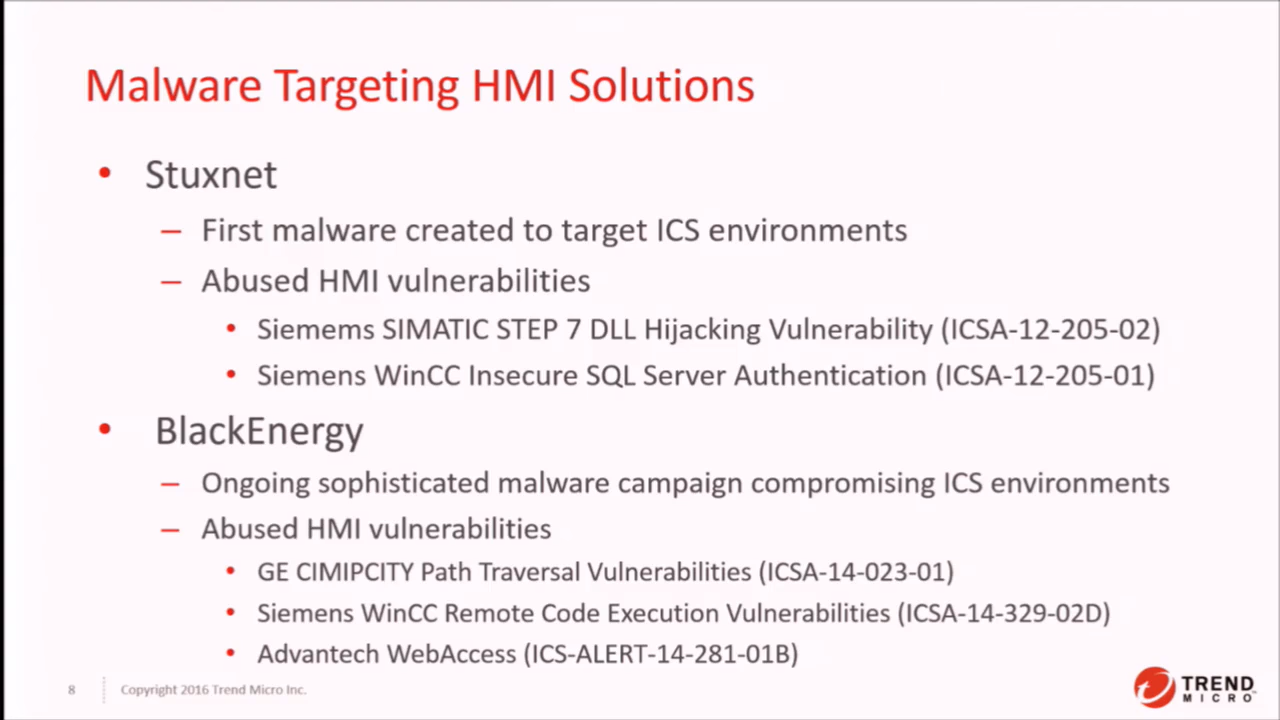 Malware Targeting HMI Solutions
• Stuxnet
– First malware created to target ICS environments
– Abused HMI vulnerabilities
• Siemems SIMATIC STEP 7 DLL Hijacking Vulnerability (ICSA-12-205-02)
• Siemens WinCC Insecure SQL Server Authentication (ICSA-12-205-01)
• BlackEnergy
– Ongoing sophisticated malware campaign compromising ICS environments
– Abused HMI vulnerabilities
• GE CIMIPCITY Path Traversal Vulnerabilities (ICSA-14-023-01)
• Siemens WinCC Remote Code Execution Vulnerabilities (ICSA-14-329-02D)
• Advantech WebAccess (ICS-ALERT-14-281-01B)
8 Copyright 2016 Trend Micro Inc.
TREND
MICRO